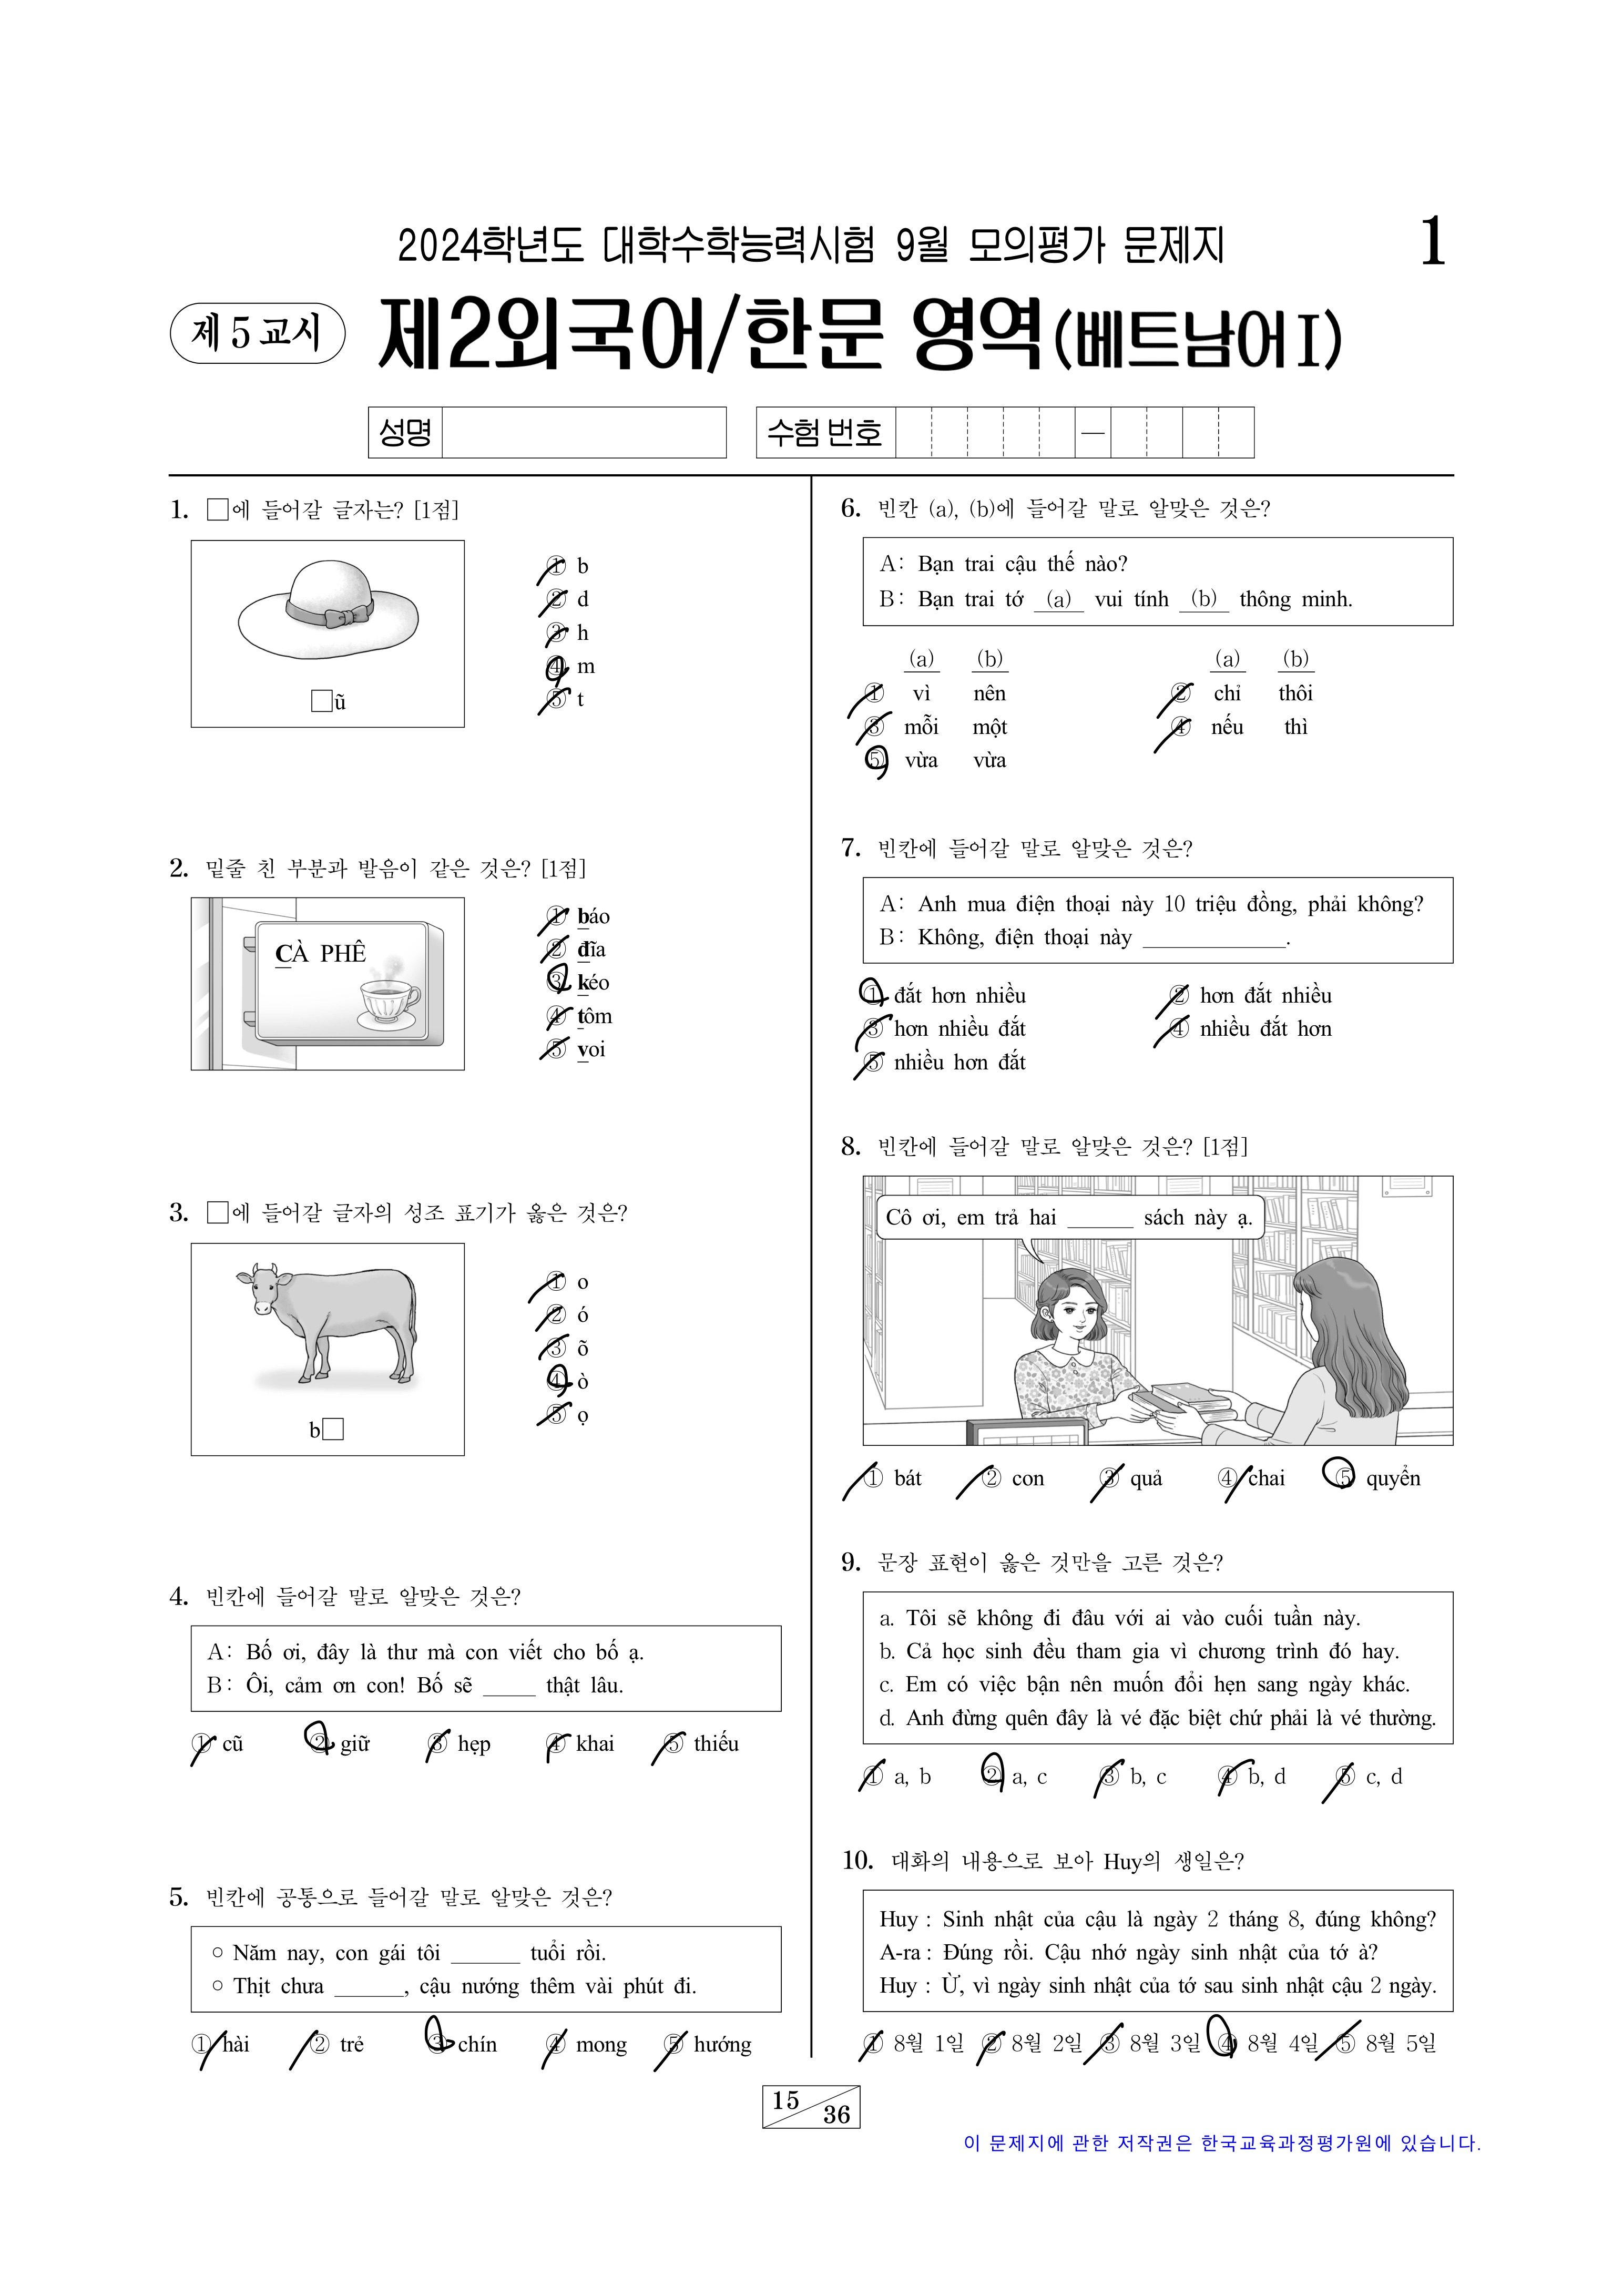 2024학년도 대학수학능력시험 9월 모의평가 문제지
1
제 5 교시
제2외국어/한문 영역(베트남어Ⅰ)
성명
수험 번호
—
1. □에 들어갈 글자는? [1점]
□ũ
① b
② d
③ h
④ m
⑤ t
2. 밑줄 친 부분과 발음이 같은 것은? [1점]
CÀ PHÊ
① báo
② đĩa
③ kéo
④ tôm
⑤ voi
3. □에 들어갈 글자의 성조 표기가 옳은 것은?
b□
① o
② ó
③ õ
④ ò
⑤ ọ
4. 빈칸에 들어갈 말로 알맞은 것은?
A: Bố ơi, đây là thư mà con viết cho bố ạ.
B: Ôi, cảm ơn con! Bố sẽ _____ thật lâu.
① cũ ② giữ ③ hẹp ④ khai ⑤ thiếu
5. 빈칸에 공통으로 들어갈 말로 알맞은 것은?
○ Năm nay, con gái tôi ______ tuổi rồi.
○ Thịt chưa ______, cậu nướng thêm vài phút đi.
① hài ② trẻ ③ chín ④ mong ⑤ hướng
6. 빈칸 (a), (b)에 들어갈 말로 알맞은 것은?
A: Bạn trai cậu thế nào?
B: Bạn trai tớ (a) vui tính (b) thông minh.
(a) (b) (a) (b)
① vì nên ② chỉ thôi
③ mỗi một ④ nếu thì
⑤ vừa vừa
7. 빈칸에 들어갈 말로 알맞은 것은?
A: Anh mua điện thoại này 10 triệu đồng, phải không?
B: Không, điện thoại này _____________.
① đắt hơn nhiều ② hơn đắt nhiều
③ hơn nhiều đắt ④ nhiều đắt hơn
⑤ nhiều hơn đắt
8. 빈칸에 들어갈 말로 알맞은 것은? [1점]
Cô ơi, em trả hai ______ sách này ạ.
① bát ② con ③ quả ④ chai ⑤ quyển
9. 문장 표현이 옳은 것만을 고른 것은?
a. Tôi sẽ không đi đâu với ai vào cuối tuần này.
b. Cả học sinh đều tham gia vì chương trình đó hay.
c. Em có việc bận nên muốn đổi hẹn sang ngày khác.
d. Anh đừng quên đây là vé đặc biệt chứ phải là vé thường.
① a, b ② a, c ③ b, c ④ b, d ⑤ c, d
10. 대화의 내용으로 보아 Huy의 생일은?
Huy : Sinh nhật của cậu là ngày 2 tháng 8, đúng không?
A-ra : Đúng rồi. Cậu nhớ ngày sinh nhật của tớ à?
Huy : Ừ, vì ngày sinh nhật của tớ sau sinh nhật cậu 2 ngày.
① 8월 1일 ② 8월 2일 ③ 8월 3일 ④ 8월 4일 ⑤ 8월 5일
15 36
이 문제지에 관한 저작권은 한국교육과정평가원에 있습니다.